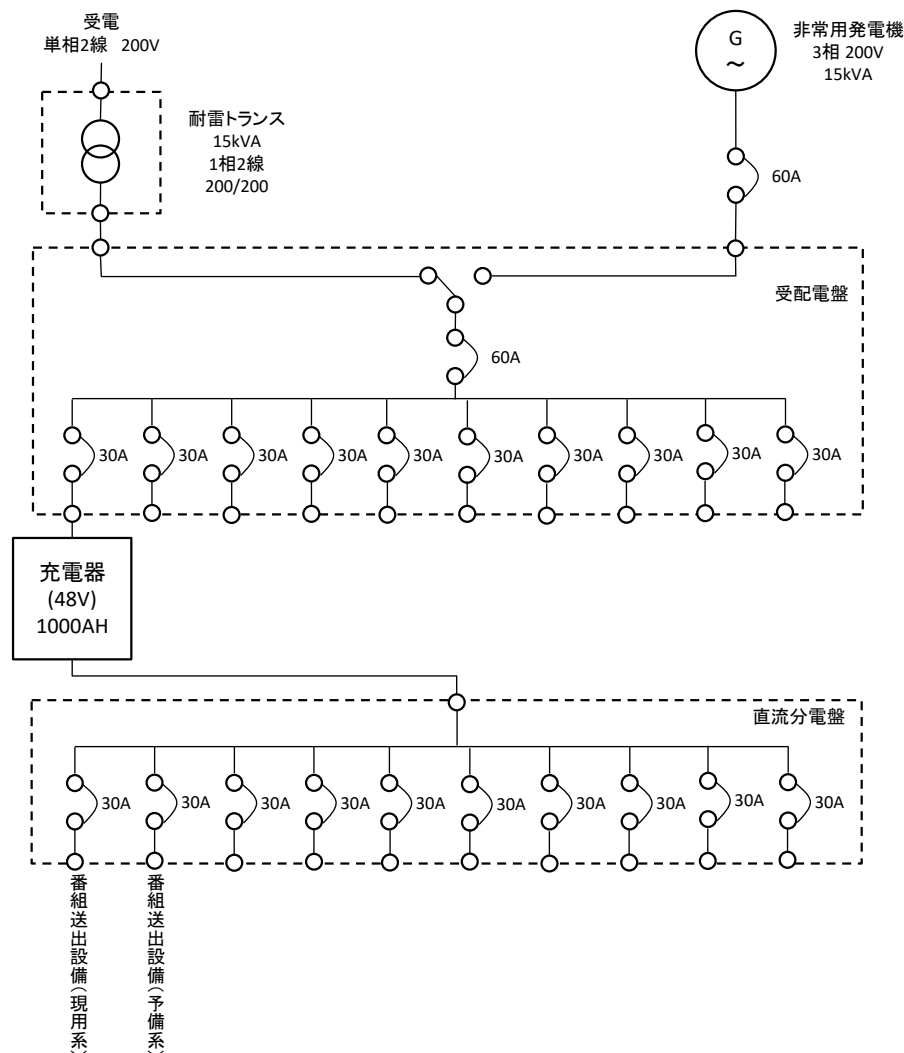 受電
単相2線 200V
G
~
非常用発電機
3相 200V
15kVA
耐雷トランス
15kVA
1相2線
200/200
60A
受配電盤
60A
30A 30A 30A 30A 30A 30A 30A 30A 30A 30A
充電器
(48V)
1000AH
直流分電盤
30A 30A 30A 30A 30A 30A 30A 30A 30A 30A
番組送出設備(現用系)
番組送出設備(予備系)